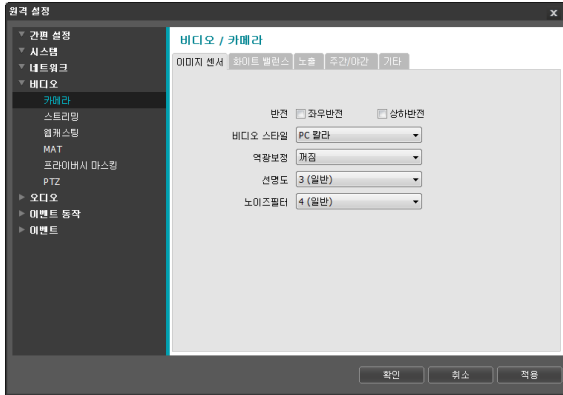 원격 설정 x
간편 설정
시스템
네트워크
비디오
카메라
스트리밍
웹캐스팅
MAT
프라이버시 마스킹
PTZ
오디오
이벤트 동작
이벤트
비디오 / 카메라
이미지 센서 화이트 밸런스 노출 주간/야간 기타
반전 좌우반전 상하반전
비디오 스타일 PC 칼라
역광보정 꺼짐
선명도 3 (일반)
노이즈필터 4 (일반)
확인 취소 적용